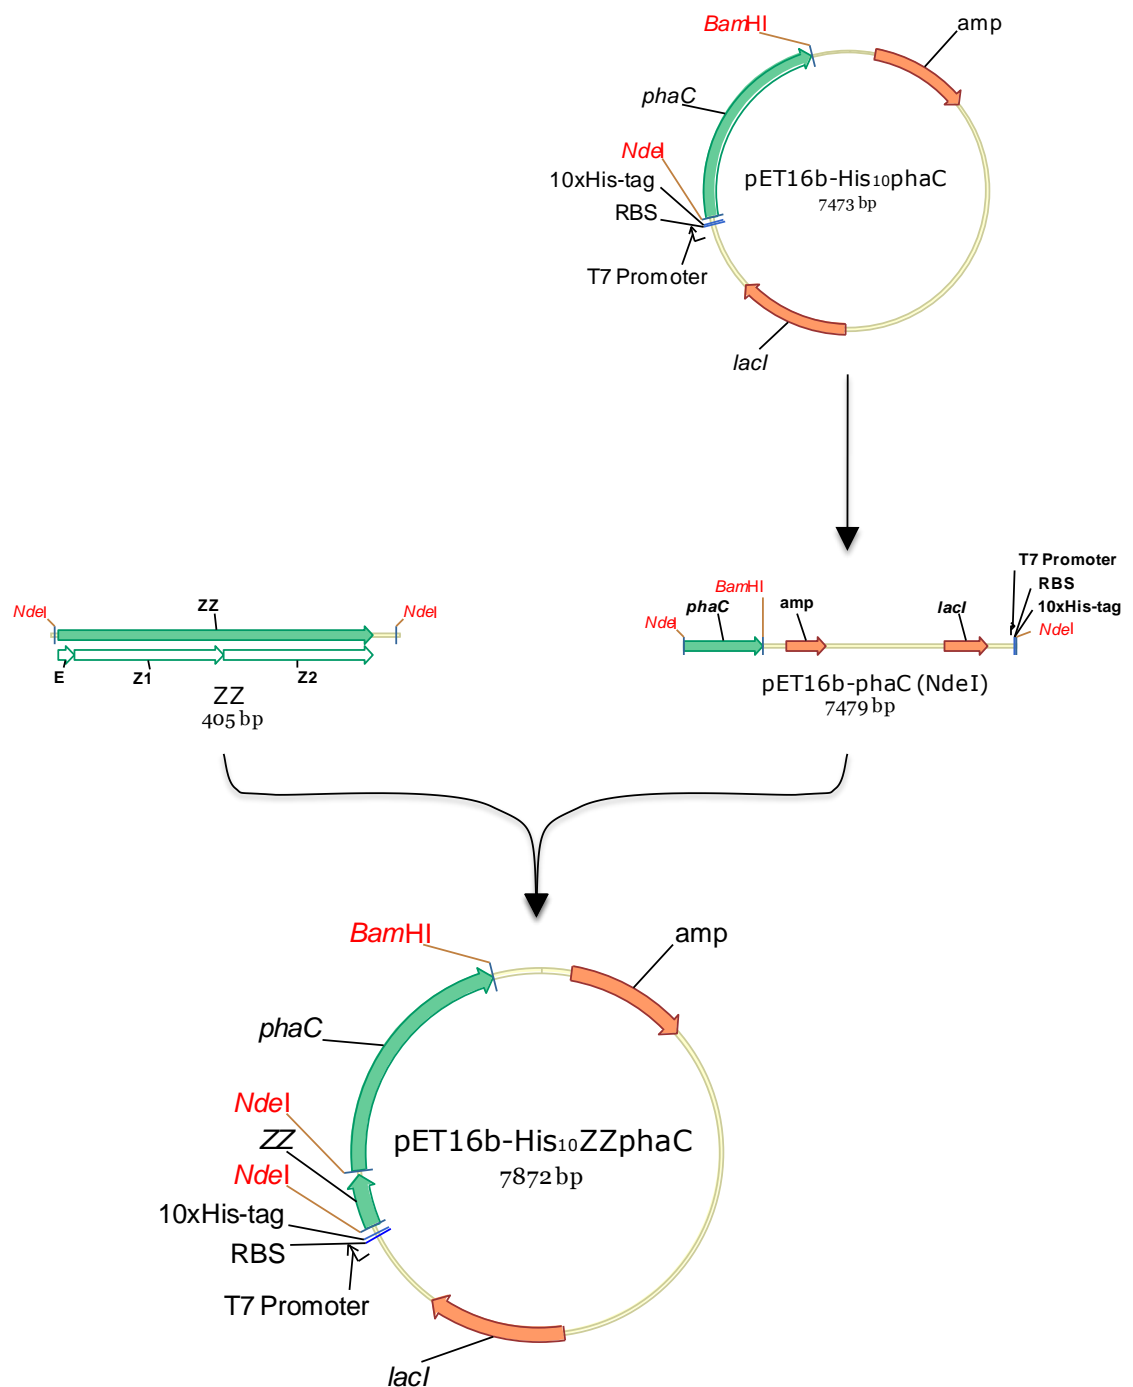 BamHI
amp
phaC
NdeI
10xHis-tag
RBS
T7 Promoter
pET16b-His₁₀phaC
7473 bp
lacI
NdeI
ZZ
NdeI
E
Z1
Z2
ZZ
405 bp
T7 Promoter
RBS
10xHis-tag
NdeI
BamHI
phaC
amp
lacI
NdeI
pET16b-phaC (NdeI)
7479 bp
BamHI
amp
phaC
NdeI
ZZ
NdeI
10xHis-tag
RBS
T7 Promoter
pET16b-His₁₀ZZphaC
7872 bp
lacI